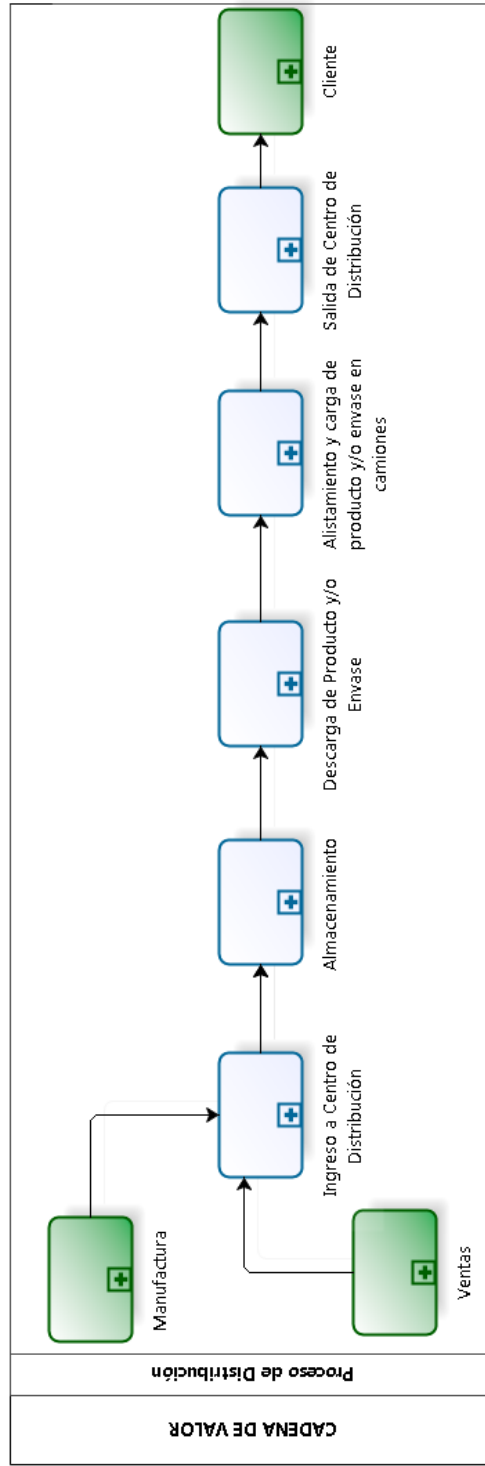 CADENA DE VALOR
Proceso de Distribución
Manufactura
Ventas
Ingreso a Centro de
Distribución
Almacenamiento
Descarga de Producto y/o
Envase
Alistamiento y carga de
producto y/o envase en
camiones
Salida de Centro de
Distribución
Cliente